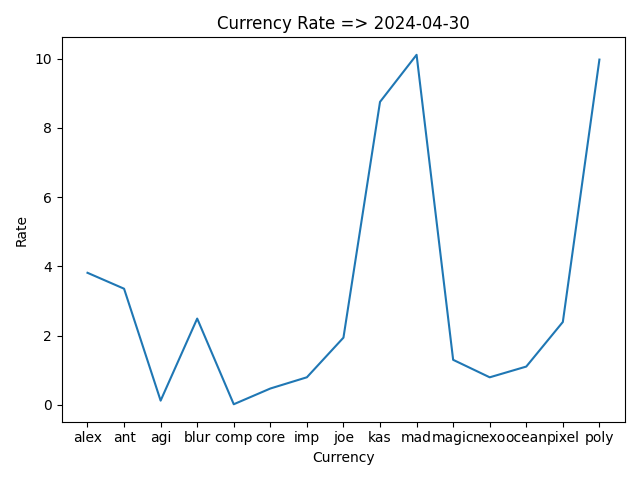 Currency Rate => 2024-04-30
10
8
6
4
2
0
Rate
alex ant agi blur comp core imp joe kas mad magic nexo ocean pixel poly
Currency